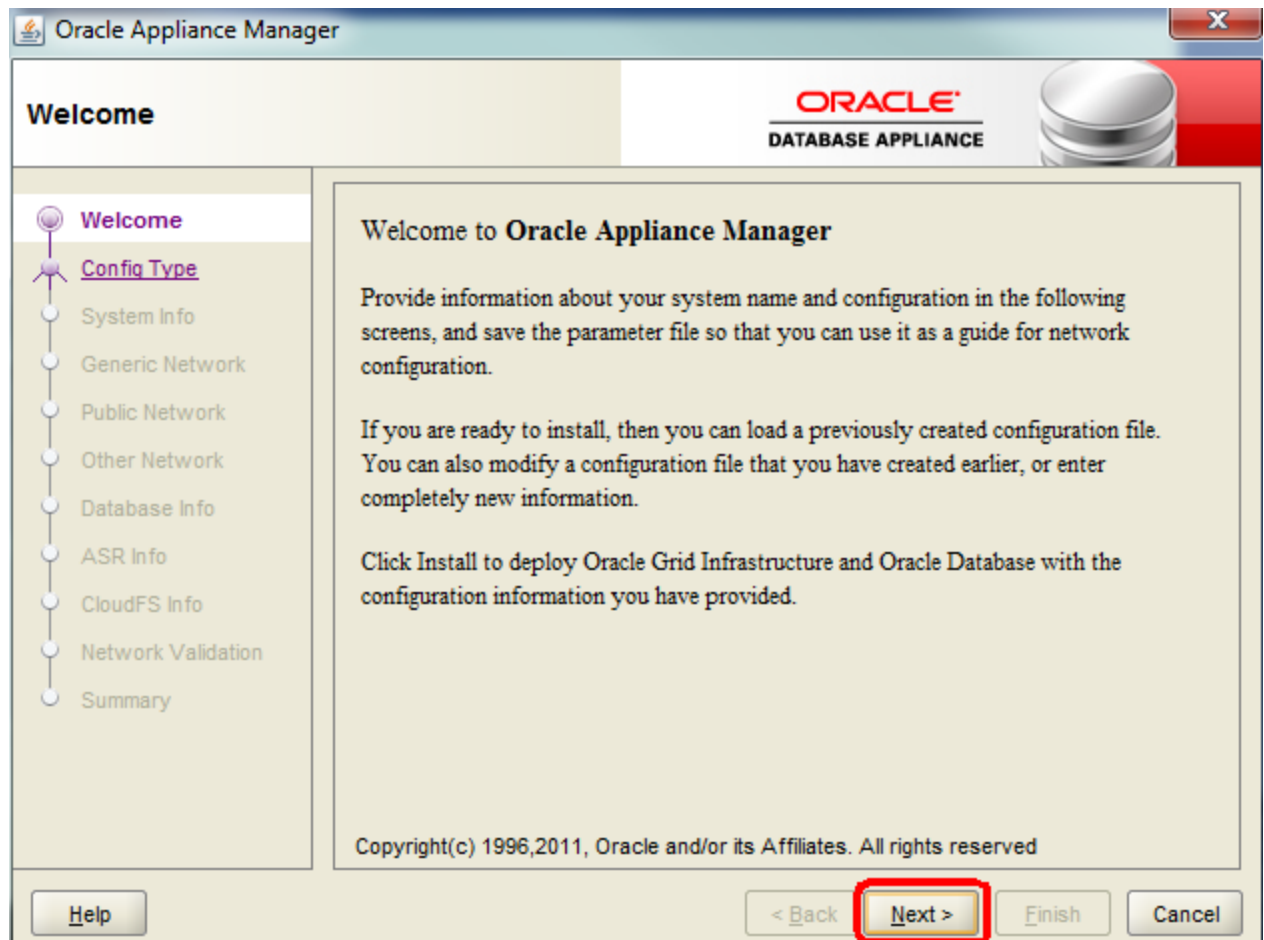 Oracle Appliance Manager
X
Welcome
ORACLE
DATABASE APPLIANCE
Welcome
Config Type
System Info
Generic Network
Public Network
Other Network
Database Info
ASR Info
CloudFS Info
Network Validation
Summary
Welcome to Oracle Appliance Manager
Provide information about your system name and configuration in the following
screens, and save the parameter file so that you can use it as a guide for network
configuration.
If you are ready to install, then you can load a previously created configuration file.
You can also modify a configuration file that you have created earlier, or enter
completely new information.
Click Install to deploy Oracle Grid Infrastructure and Oracle Database with the
configuration information you have provided.
Copyright(c) 1996,2011, Oracle and/or its Affiliates. All rights reserved
Help
< Back
Next >
Finish
Cancel